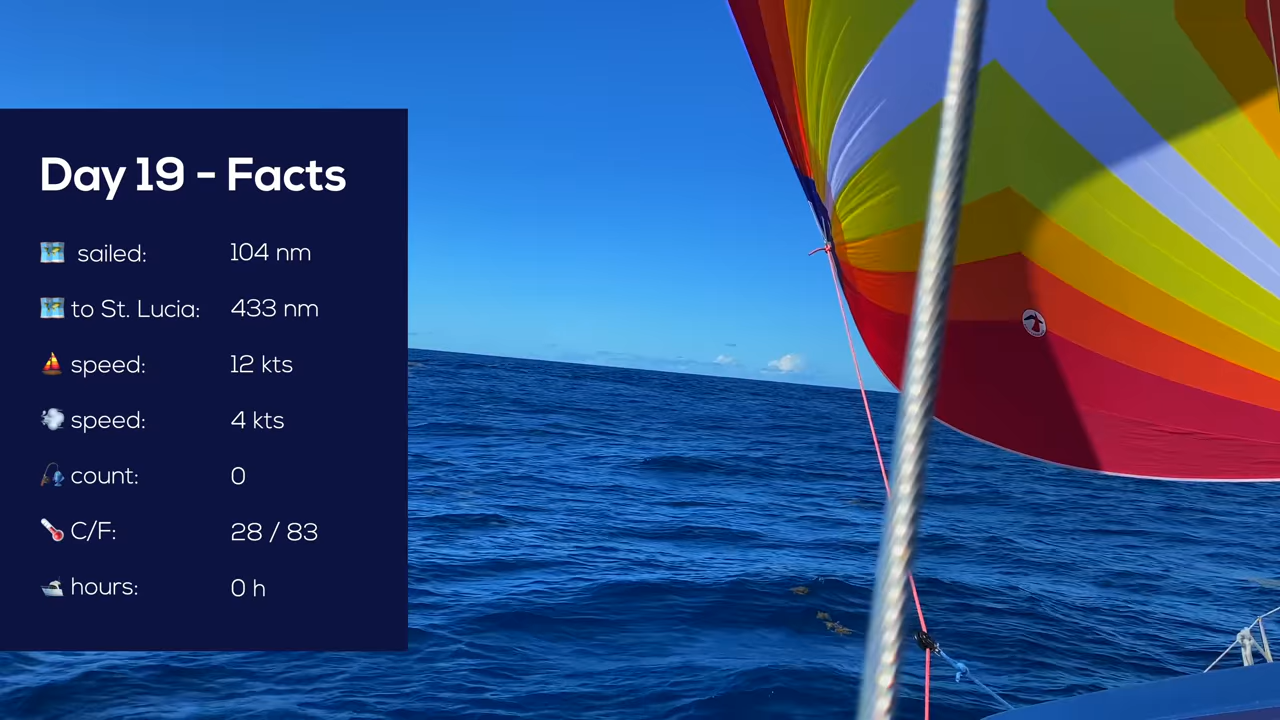 Day 19 - Facts
sailed: 104 nm
to St. Lucia: 433 nm
speed: 12 kts
speed: 4 kts
count: 0
C/F: 28 / 83
hours: 0 h